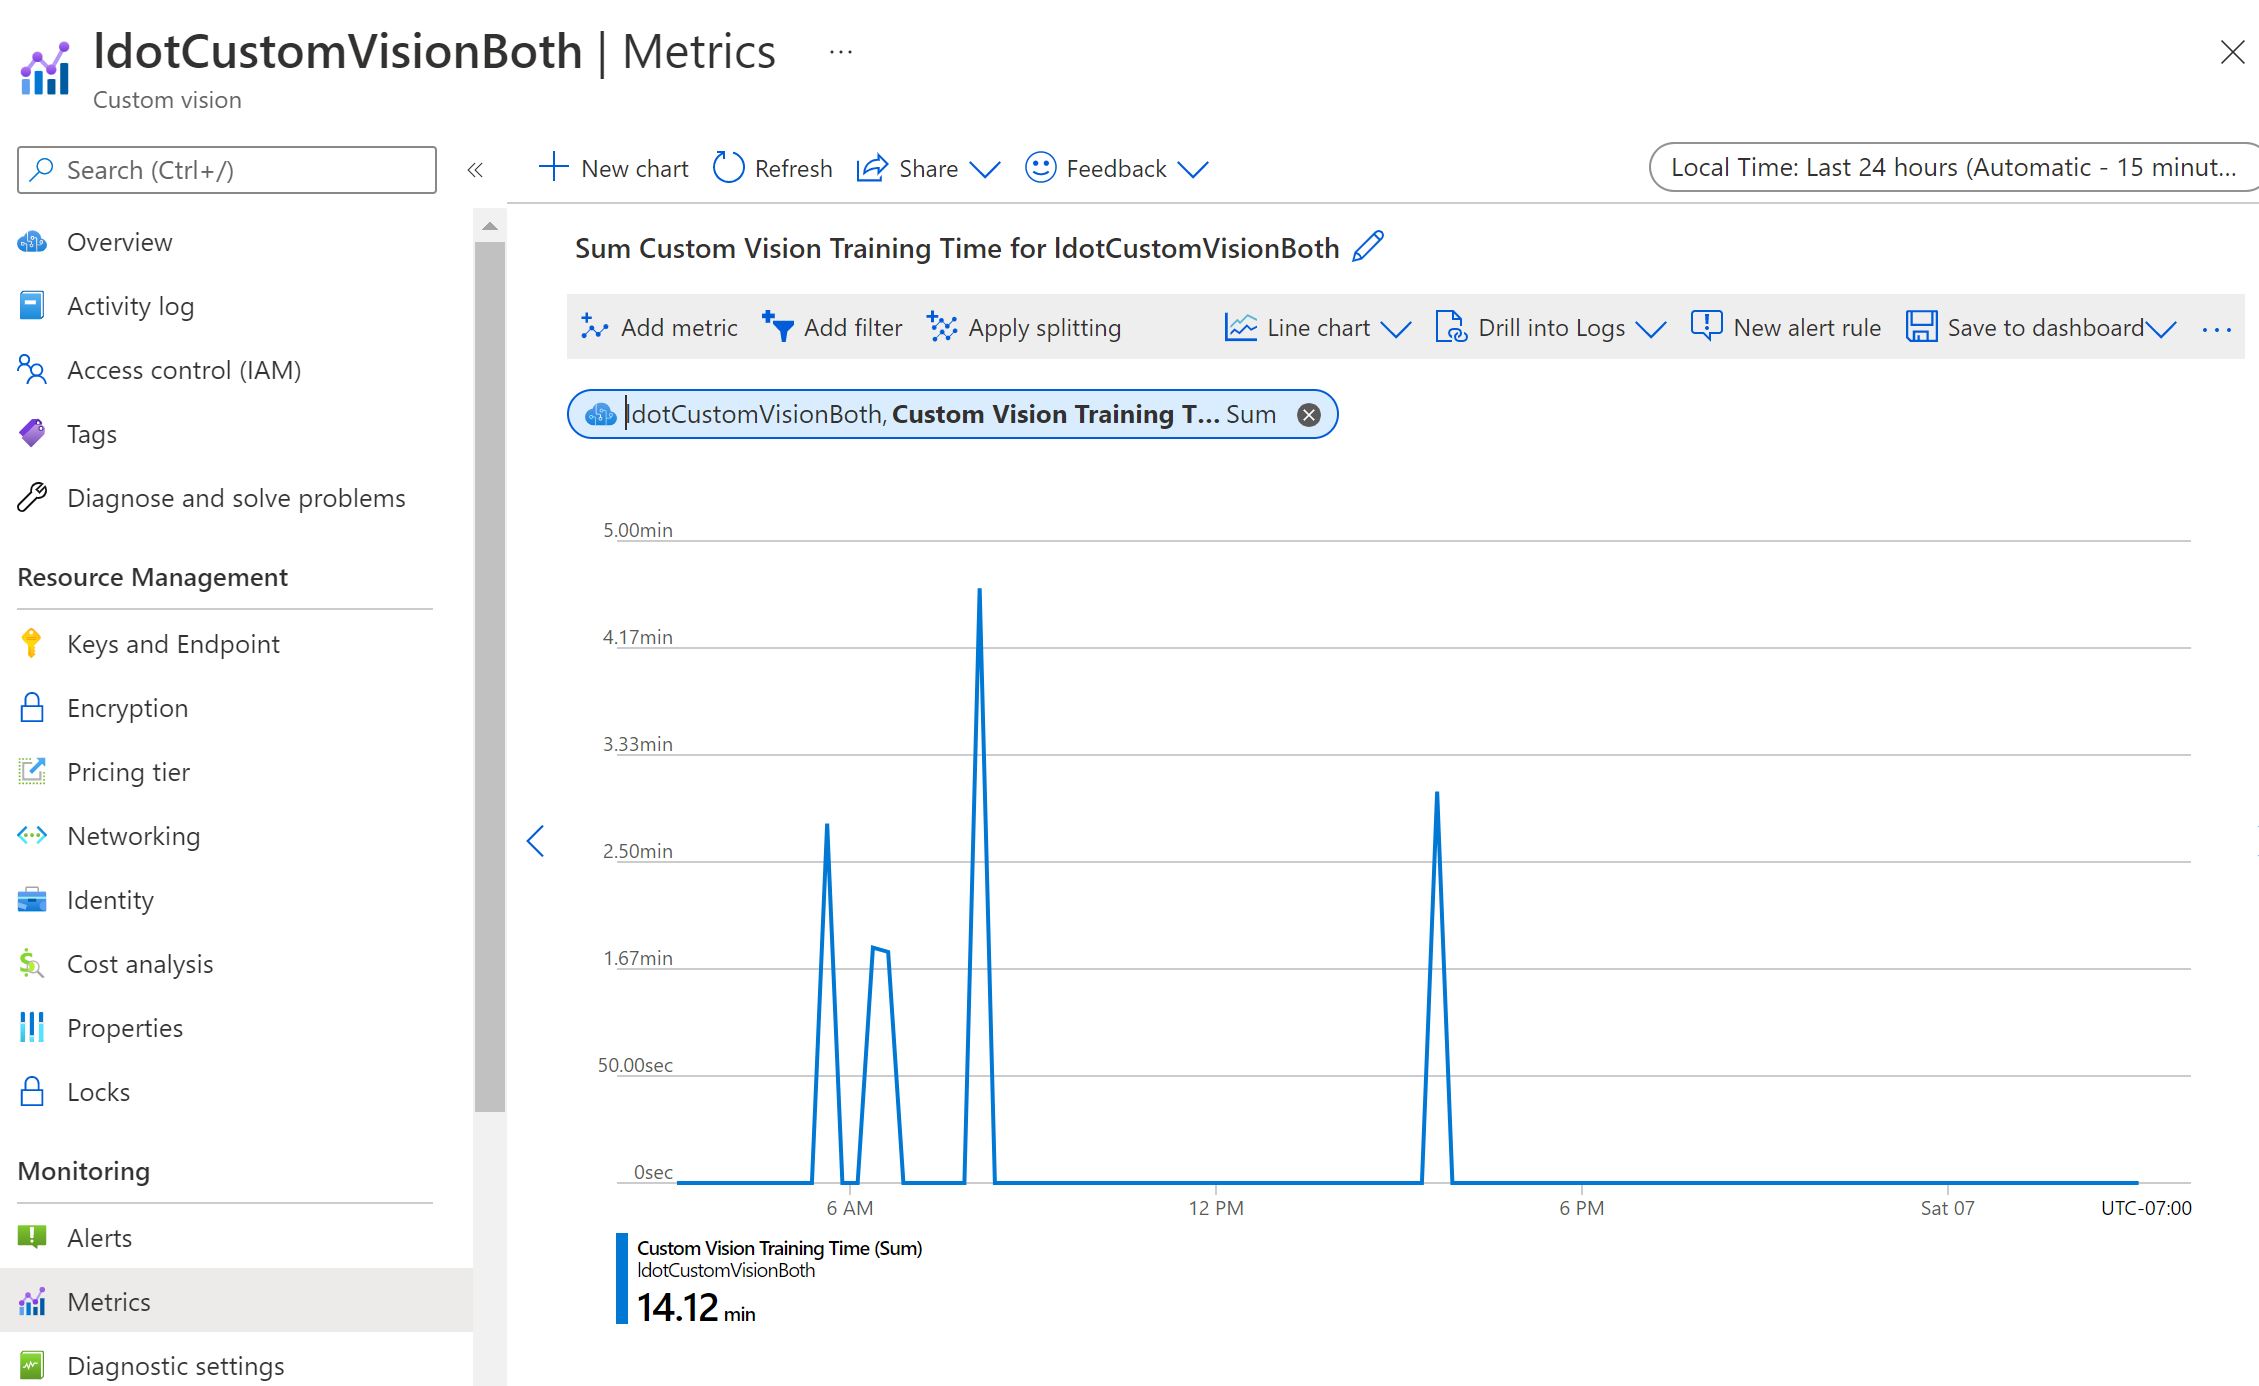 ldotCustomVisionBoth | Metrics ...
Custom vision
Search (Ctrl+/)
«
New chart
Refresh
Share
Feedback
Local Time: Last 24 hours (Automatic - 15 minut...
Overview
Activity log
Access control (IAM)
Tags
Diagnose and solve problems
Resource Management
Keys and Endpoint
Encryption
Pricing tier
Networking
Identity
Cost analysis
Properties
Locks
Monitoring
Alerts
Metrics
Diagnostic settings
Sum Custom Vision Training Time for ldotCustomVisionBoth
Add metric
Add filter
Apply splitting
Line chart
Drill into Logs
New alert rule
Save to dashboard
...
ldotCustomVisionBoth, Custom Vision Training T... Sum
5.00min
4.17min
3.33min
2.50min
1.67min
50.00sec
0sec
6 AM
12 PM
6 PM
Sat 07
UTC-07:00
Custom Vision Training Time (Sum)
ldotCustomVisionBoth
14.12 min